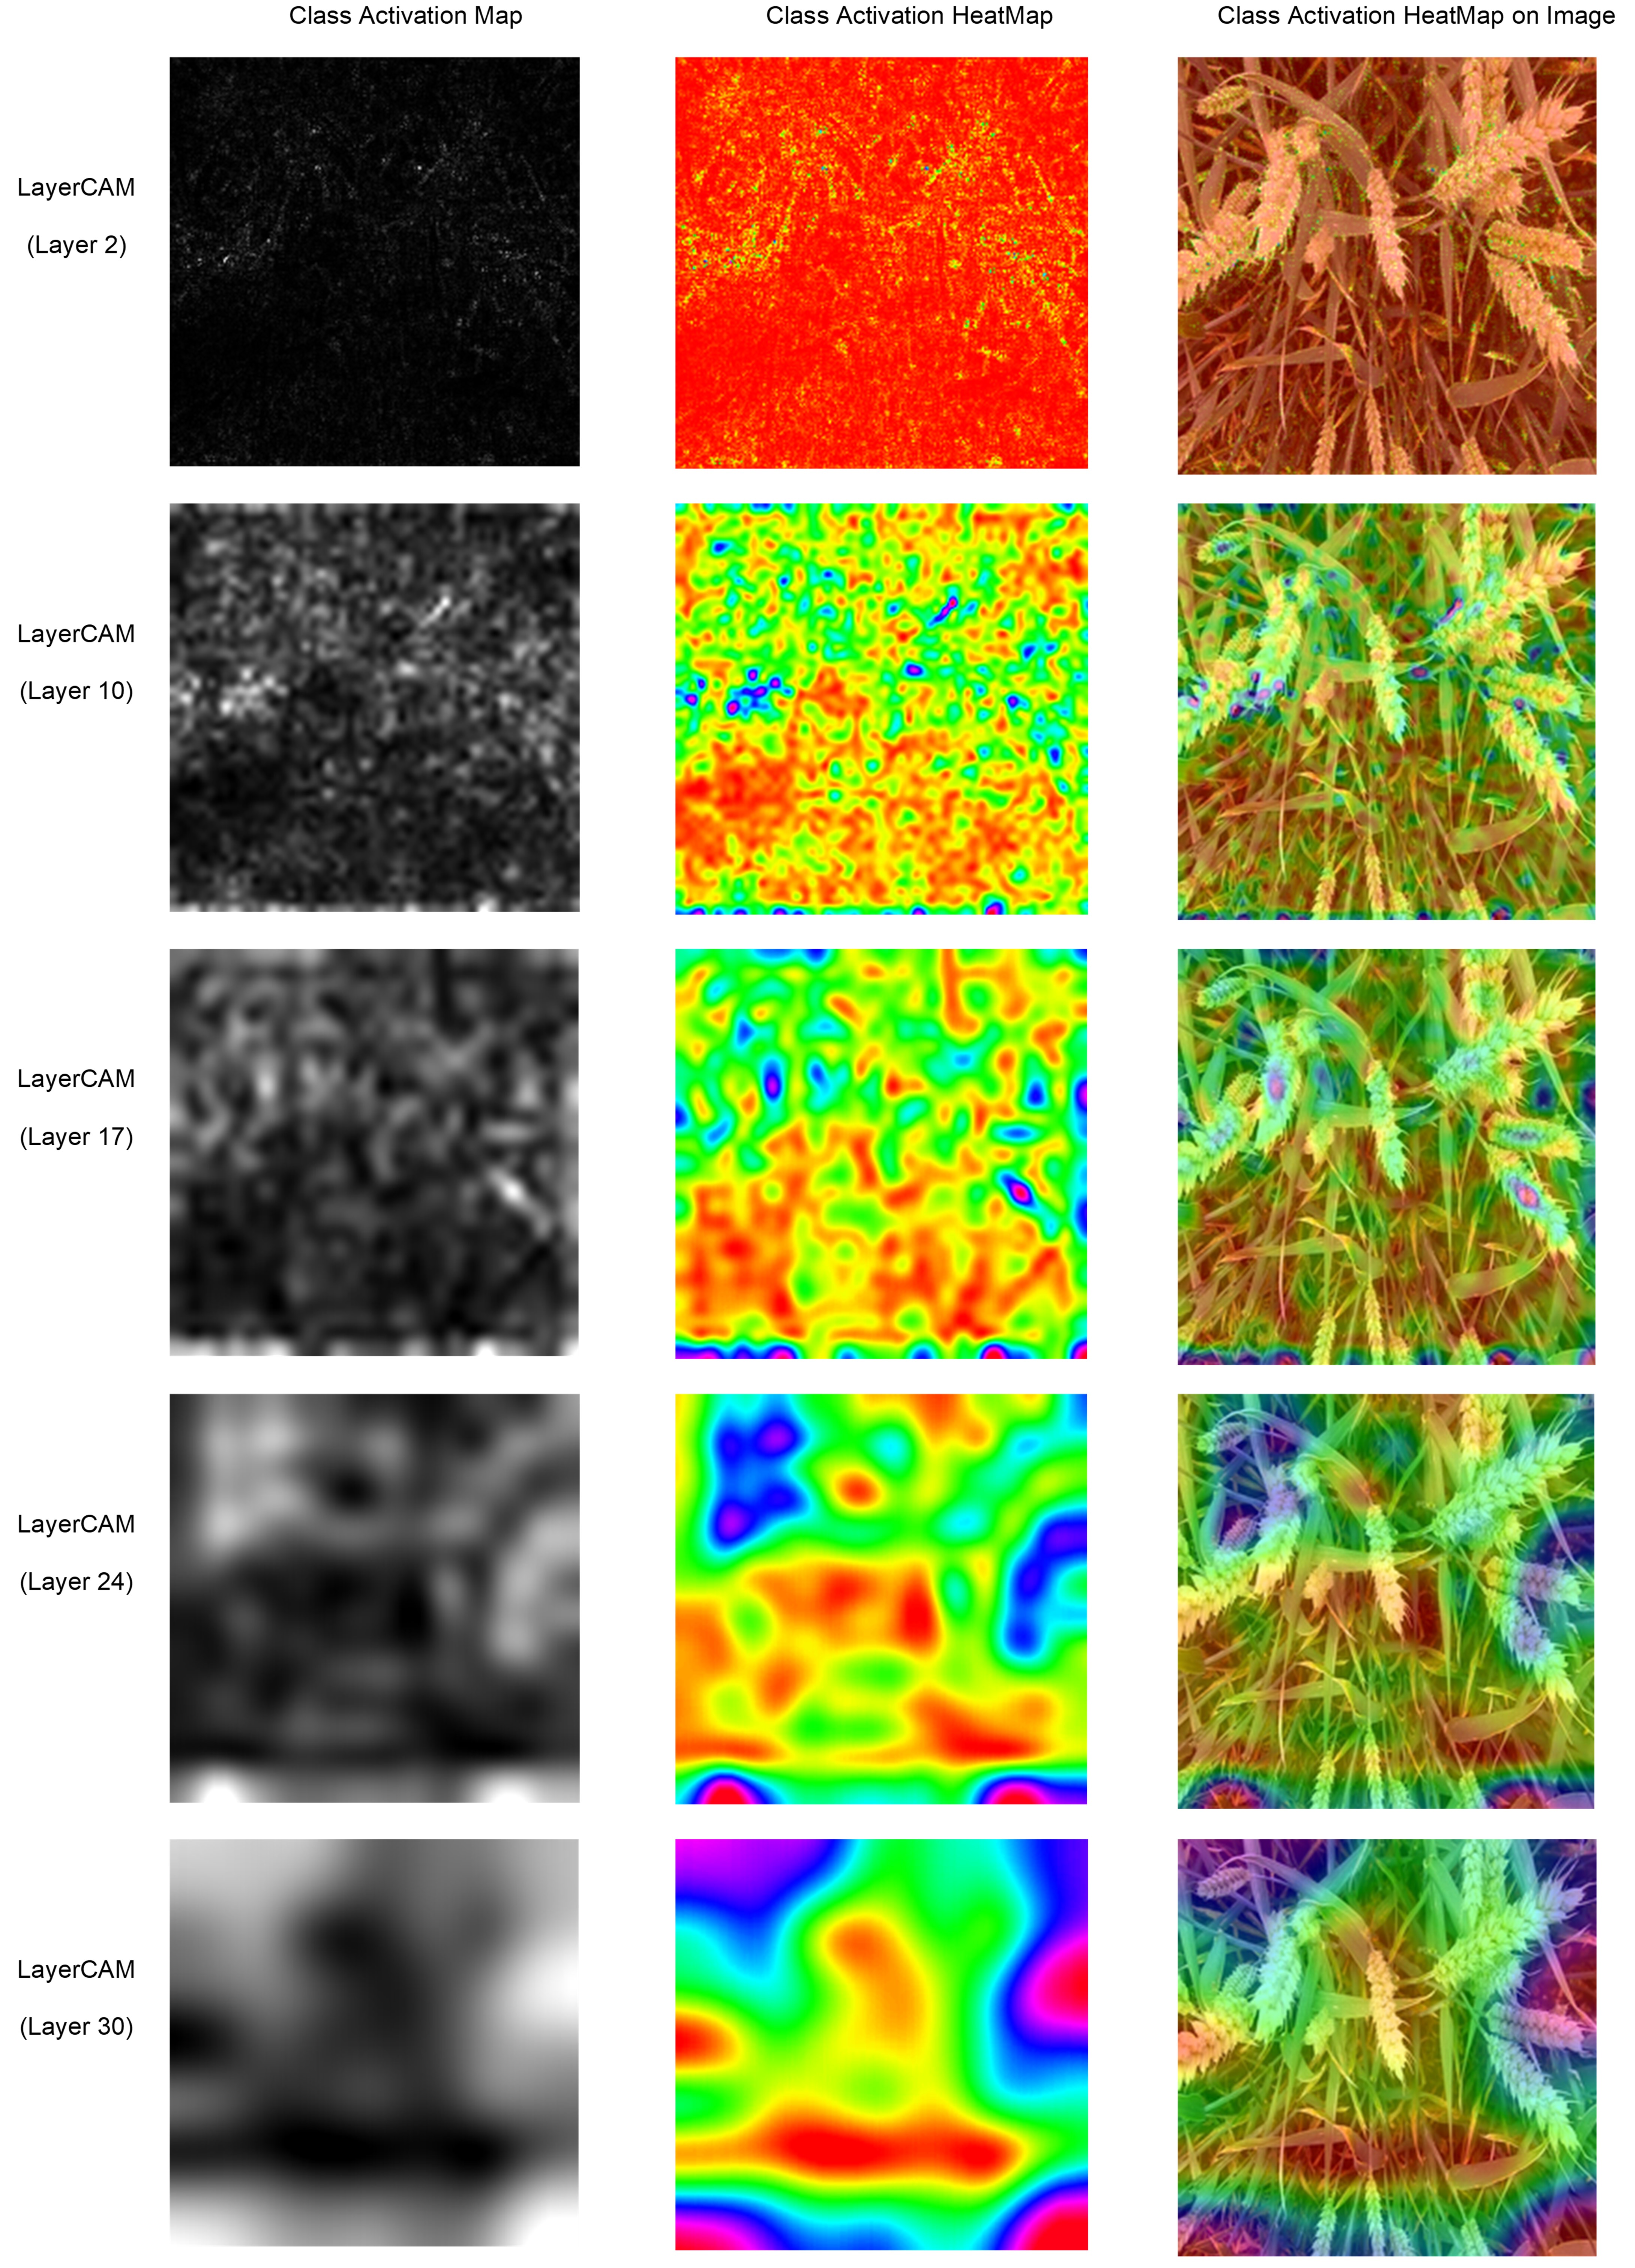 Class Activation Map
Class Activation HeatMap
Class Activation HeatMap on Image
LayerCAM
(Layer 2)
LayerCAM
(Layer 10)
LayerCAM
(Layer 17)
LayerCAM
(Layer 24)
LayerCAM
(Layer 30)